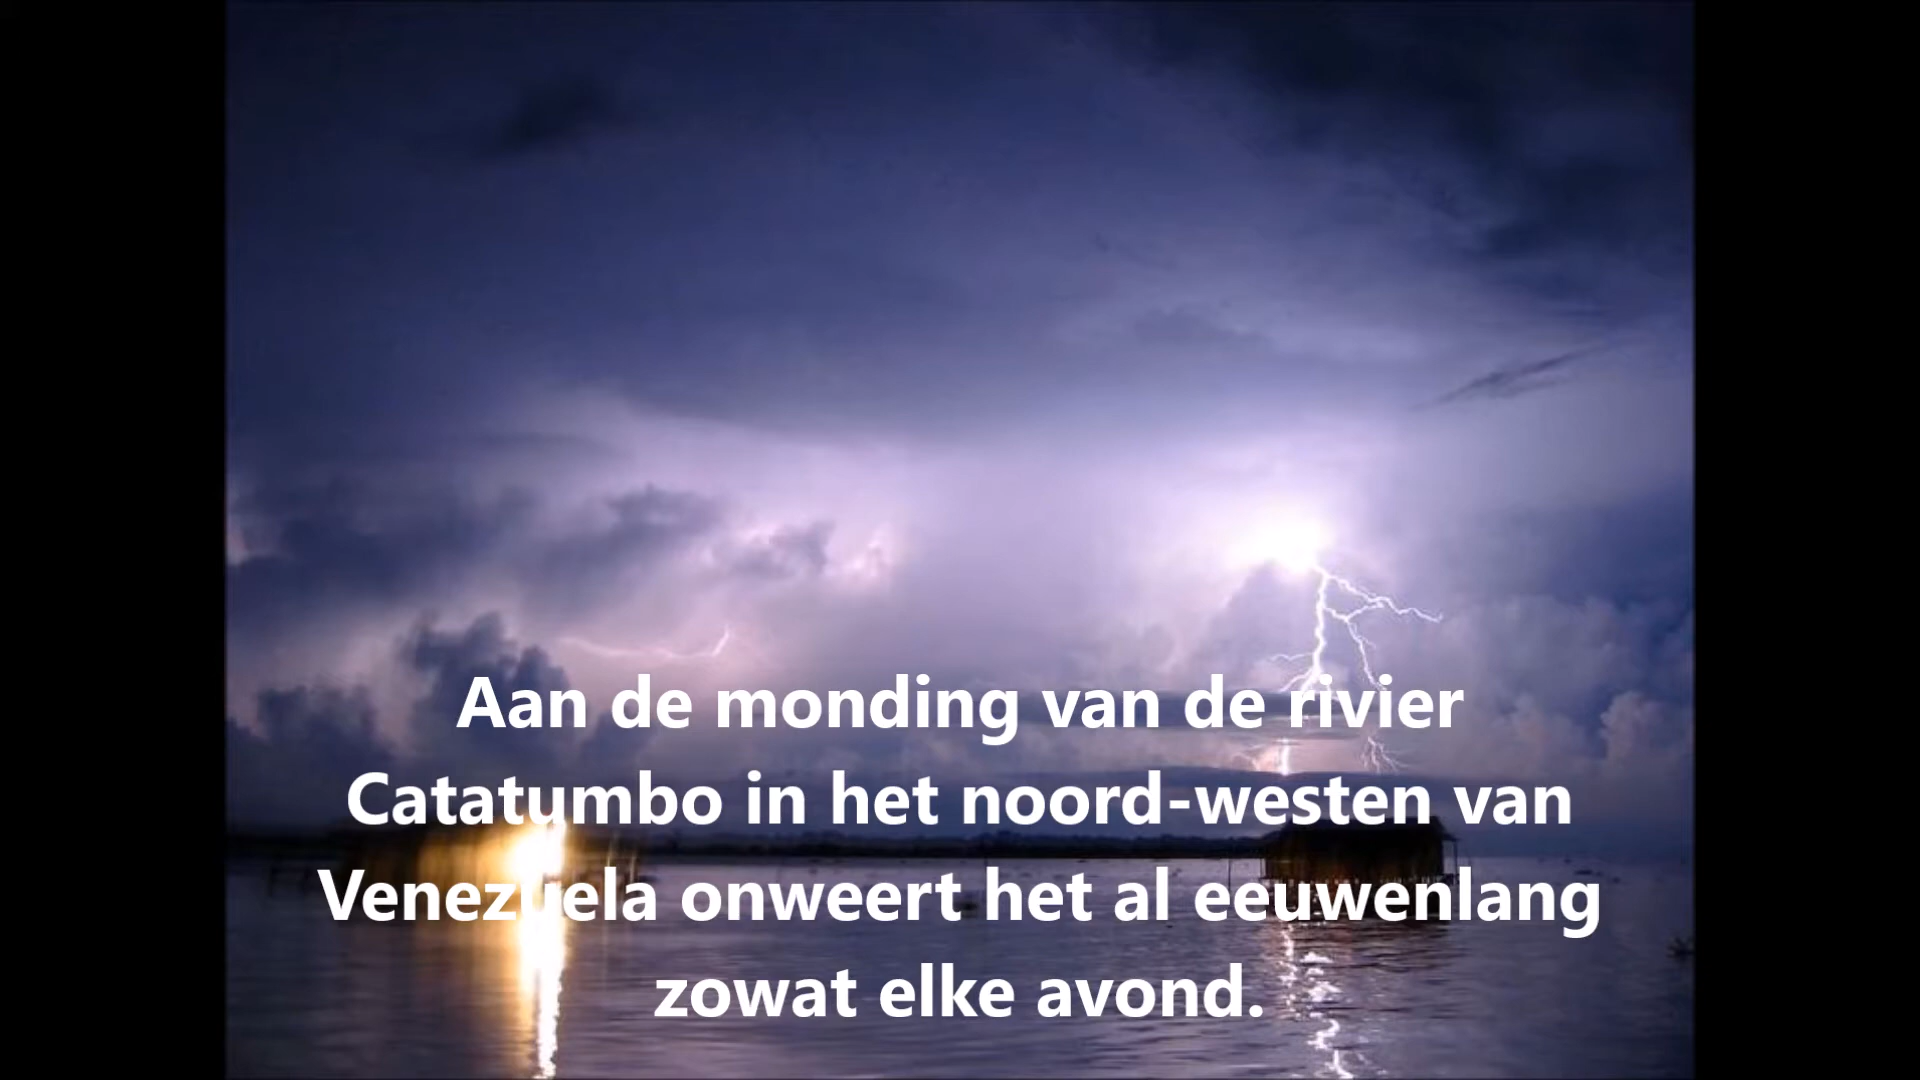 Aan de monding van de rivier
Catatumbo in het noord-westen van
Venezuela onweert het al eeuwenlang
zowat elke avond.